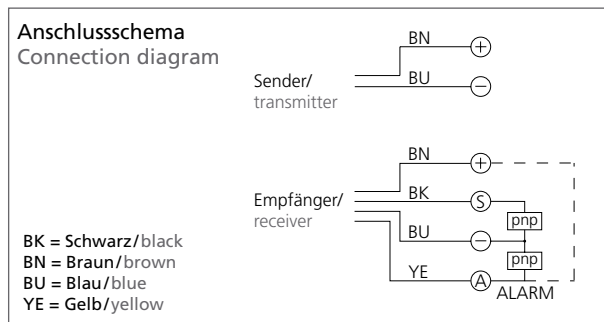 Anschlussschema
Connection diagram
Sender/
transmitter
BN
+
BU
−
Empfänger/
receiver
BN
+
BK
S
pnp
BU
−
pnp
YE
A
ALARM
BK = Schwarz/black
BN = Braun/brown
BU = Blau/blue
YE = Gelb/yellow